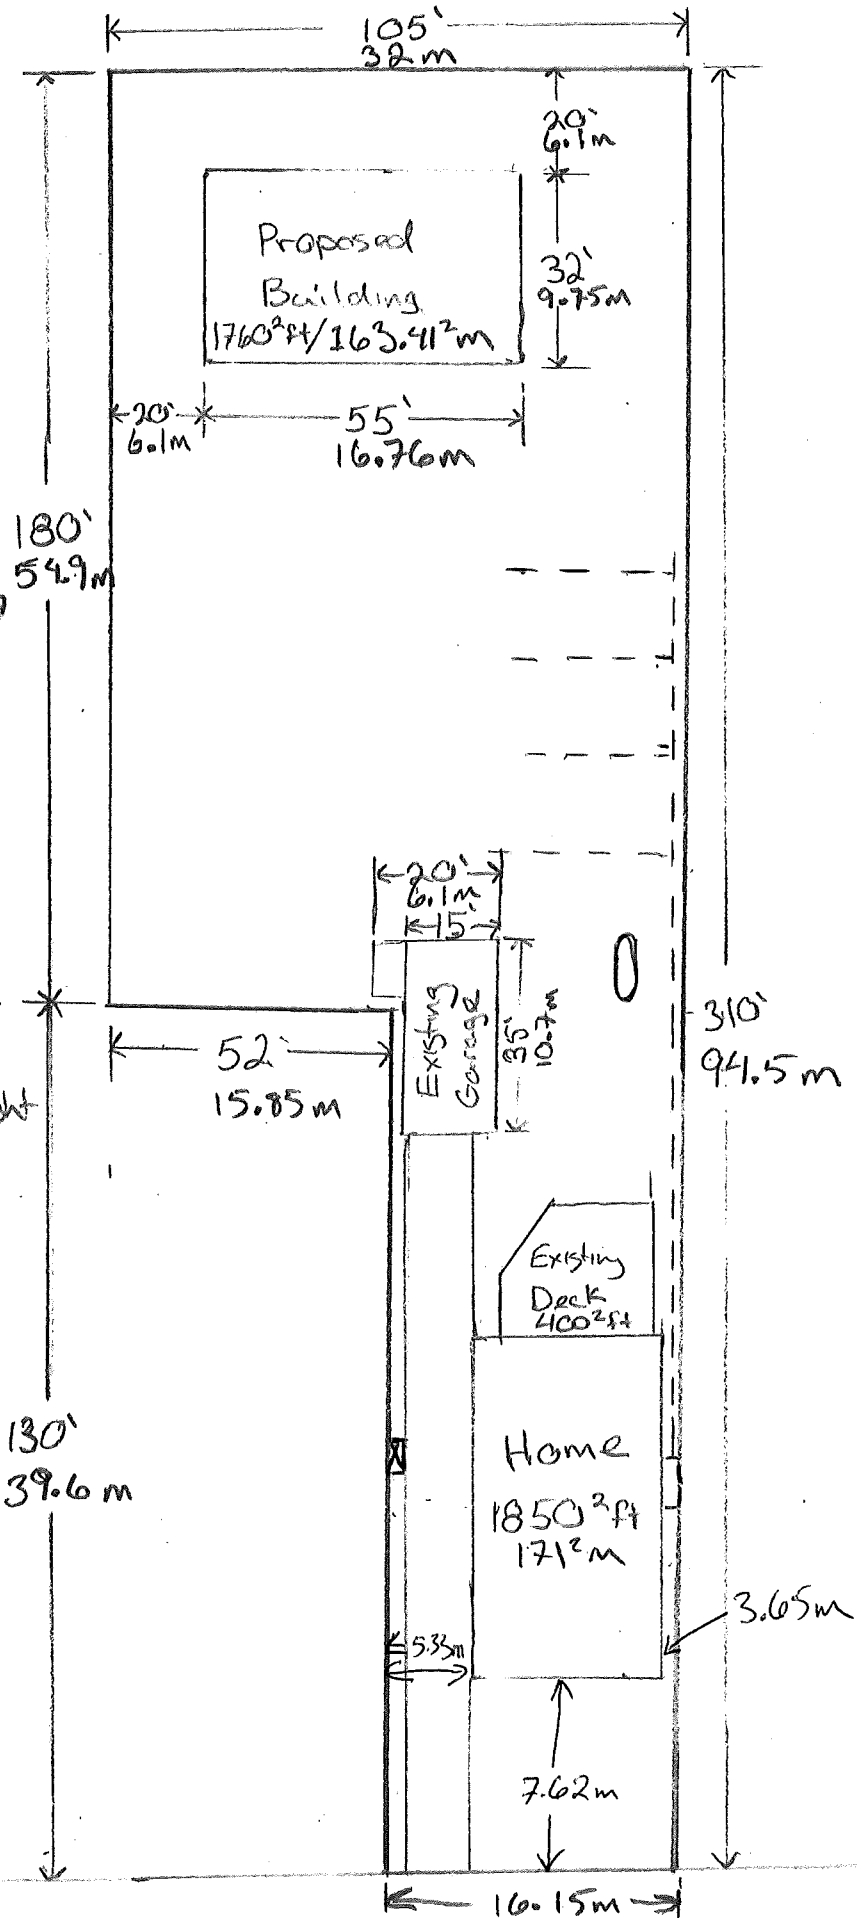 105'
32m
20'
6.1m
Proposed
Building
1760²ft/163.41²m
32'
9.75m
20'
6.1m
55'
16.76m
180'
54.9m
20'
6.1m
15'
Existing
Garage
35'
10.7m
310'
94.5m
52'
15.85m
Existing
Deck
400²ft
130'
39.6m
Home
1850²ft
171²m
3.65m
5.33m
7.62m
16.15m